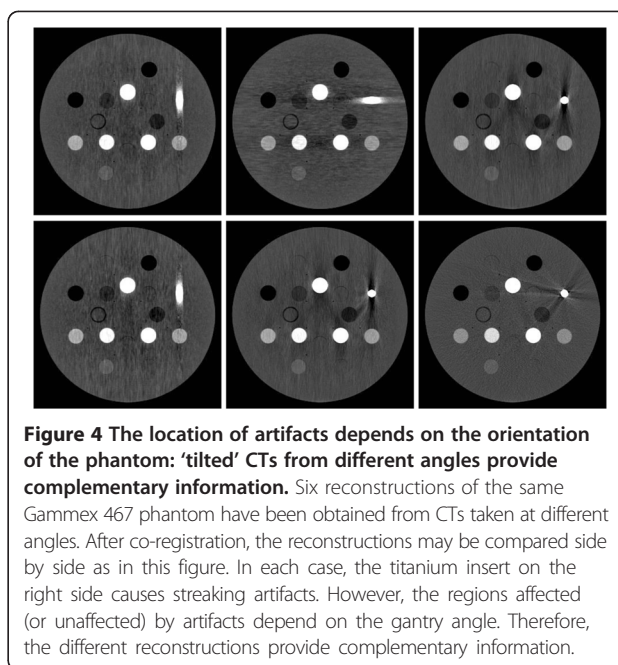 Figure 4 The location of artifacts depends on the orientation
of the phantom: ‘tilted’ CTs from different angles provide
complementary information. Six reconstructions of the same
Gammex 467 phantom have been obtained from CTs taken at different
angles. After co-registration, the reconstructions may be compared side
by side as in this figure. In each case, the titanium insert on the
right side causes streaking artifacts. However, the regions affected
(or unaffected) by artifacts depend on the gantry angle. Therefore,
the different reconstructions provide complementary information.